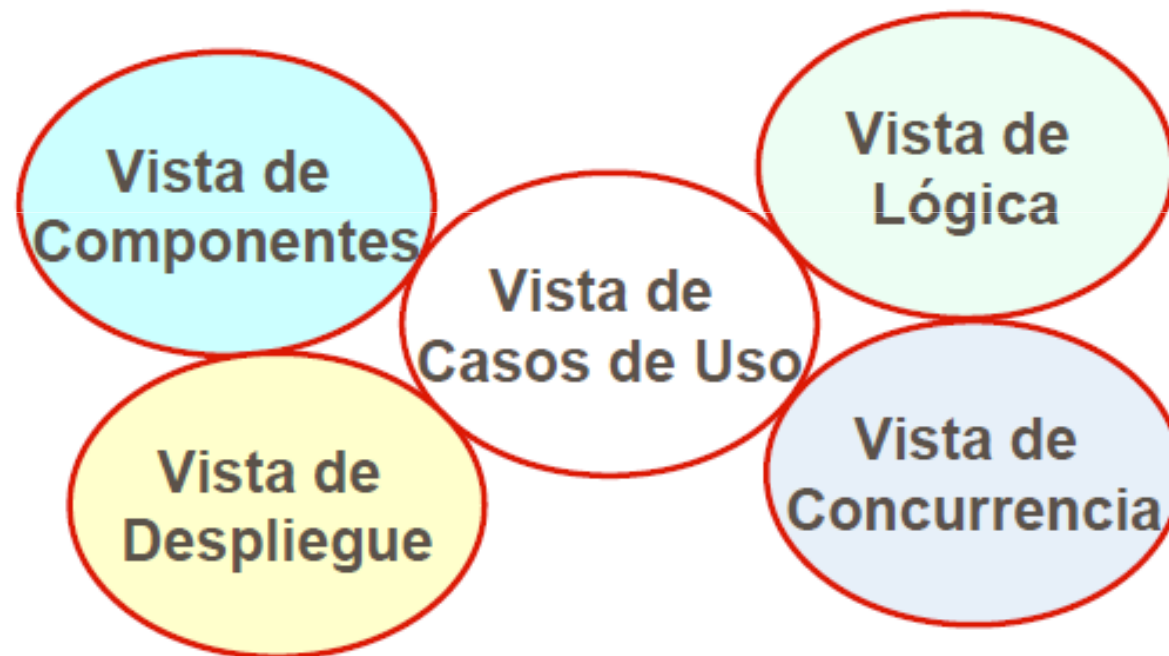 Vista de
Componentes
Vista de
Lógica
Vista de
Casos de Uso
Vista de
Despliegue
Vista de
Concurrencia